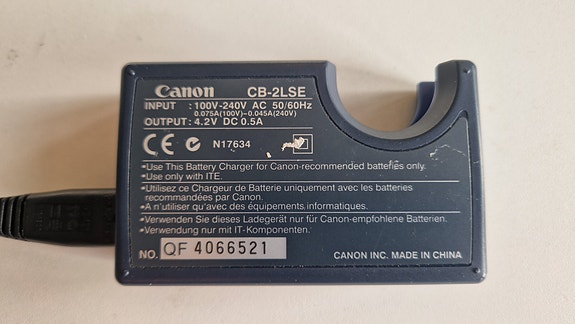 Canon CB-2LSE
INPUT : 100V-240V AC 50/60Hz
0.075A(100V)-0.045A(240V)
OUTPUT : 4.2V DC 0.5A
CE N17634
•Use This Battery Charger for Canon-recommended batteries only.
•Use only with ITE.
•Utilisez ce Chargeur de Batterie uniquement avec les batteries
recommandées par Canon.
•A n'utiliser qu'avec des équipements informatiques.
•Verwenden Sie dieses Ladegerät nur für Canon-empfohlene Batterien.
•Verwendung nur mit IT-Komponenten.
NO. QF 4066521
CANON INC. MADE IN CHINA